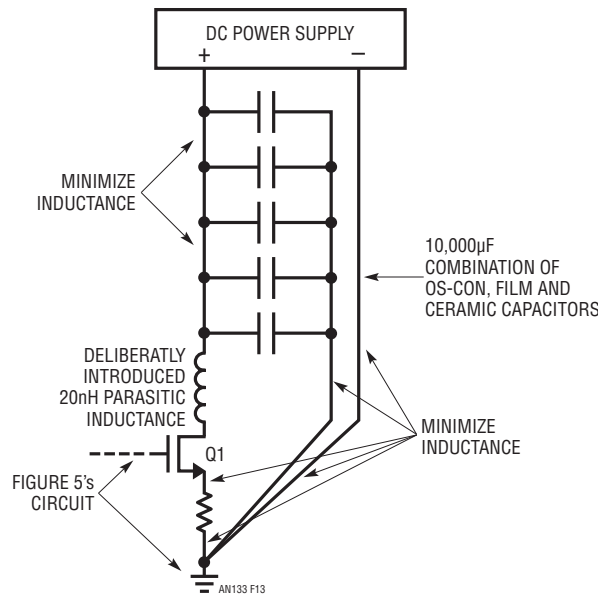 DC POWER SUPPLY
+
–
MINIMIZE
INDUCTANCE
10,000µF
COMBINATION OF
OS-CON, FILM AND
CERAMIC CAPACITORS
DELIBERATLY
INTRODUCED
20nH PARASITIC
INDUCTANCE
MINIMIZE
INDUCTANCE
Q1
FIGURE 5's
CIRCUIT
AN133 F13